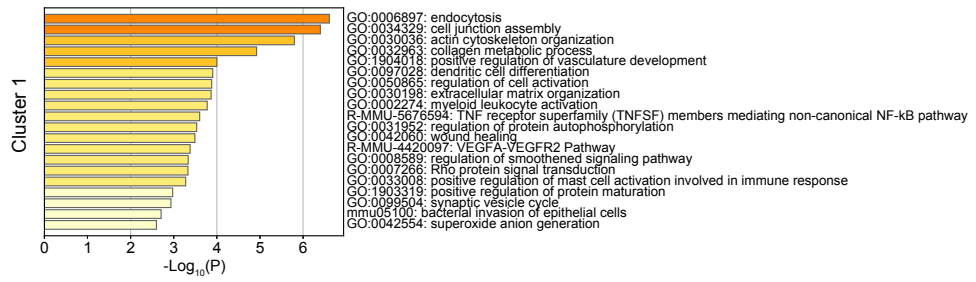 Cluster 1
GO:0006897: endocytosis
GO:0034329: cell junction assembly
GO:0030036: actin cytoskeleton organization
GO:0032963: collagen metabolic process
GO:1904018: positive regulation of vasculature development
GO:0097028: dendritic cell differentiation
GO:0050865: regulation of cell activation
GO:0030198: extracellular matrix organization
GO:0002274: myeloid leukocyte activation
R-MMU-5676594: TNF receptor superfamily (TNFSF) members mediating non-canonical NF-kB pathway
GO:0031952: regulation of protein autophosphorylation
GO:0042060: wound healing
R-MMU-4420097: VEGFA-VEGFR2 Pathway
GO:0008589: regulation of smoothened signaling pathway
GO:0007266: Rho protein signal transduction
GO:0033008: positive regulation of mast cell activation involved in immune response
GO:1903319: positive regulation of protein maturation
GO:0099504: synaptic vesicle cycle
mmu05100: bacterial invasion of epithelial cells
GO:0042554: superoxide anion generation
0 1 2 3 4 5 6
-Log10(P)